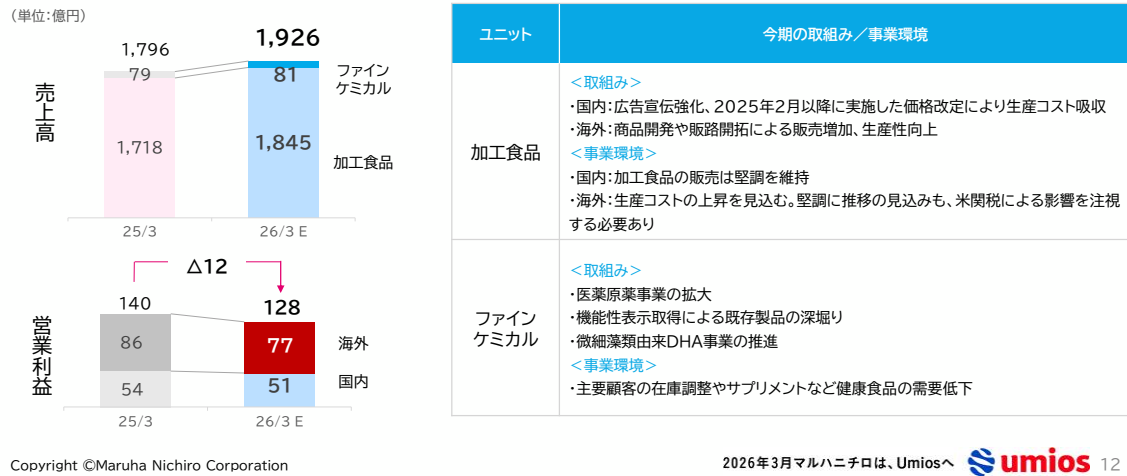 (単位:億円)
売上高
1,796
79
1,718
25/3
1,926
81
1,845
26/3 E
ファイン
ケミカル
加工食品
△12
営業利益
140
86
54
25/3
128
77
51
26/3 E
海外
国内
ユニット
今期の取組み/事業環境
加工食品
<取組み>
・国内:広告宣伝強化、2025年2月以降に実施した価格改定により生産コスト吸収
・海外:商品開発や販路開拓による販売増加、生産性向上
<事業環境>
・国内:加工食品の販売は堅調を維持
・海外:生産コストの上昇を見込む。堅調に推移の見込みも、米関税による影響を注視
する必要あり
ファイン
ケミカル
<取組み>
・医薬原薬事業の拡大
・機能性表示取得による既存製品の深堀り
・微細藻類由来DHA事業の推進
<事業環境>
・主要顧客の在庫調整やサプリメントなど健康食品の需要低下
Copyright ©Maruha Nichiro Corporation
2026年3月マルハニチロは、Umiosへ
umios
12